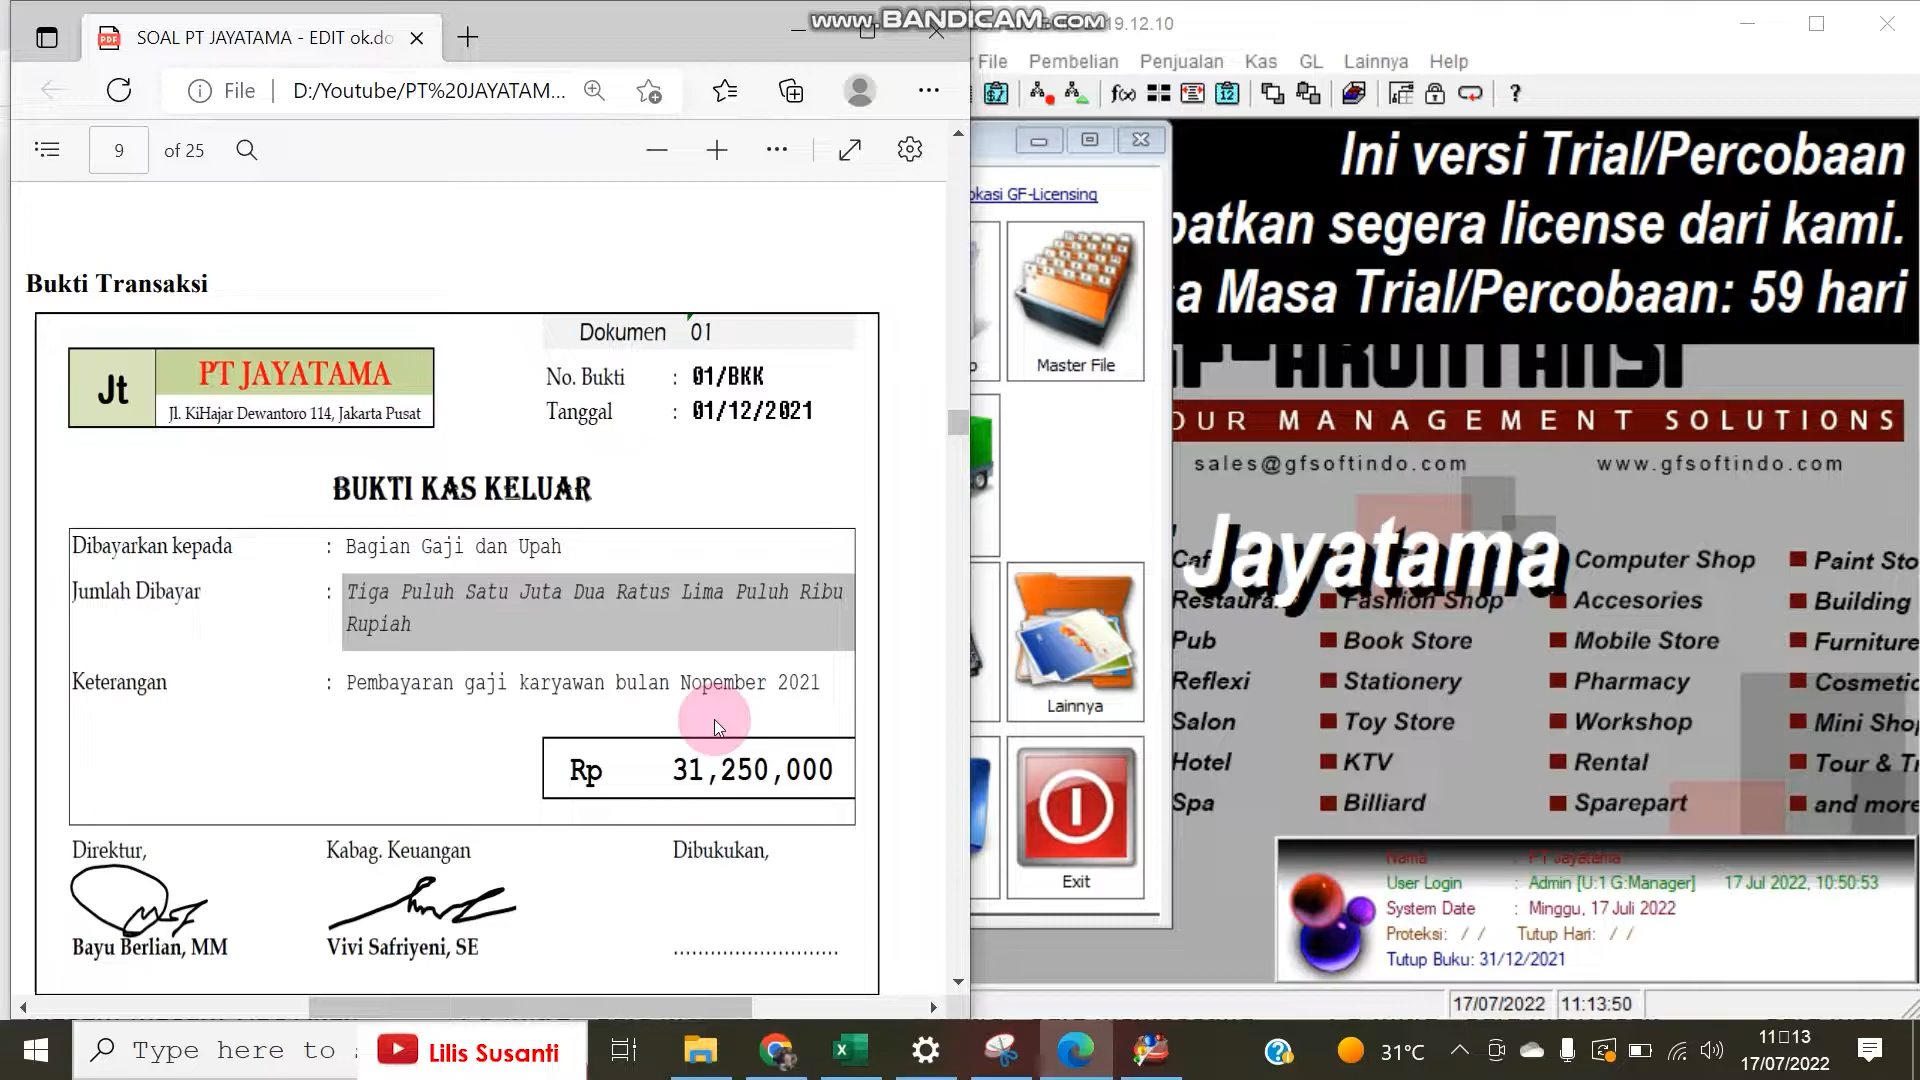 www.BANDICAM.com
SOAL PT JAYATAMA - EDIT ok.do
19.12.10
File
D:/Youtube/PT%20JAYATAM...
File Pembelian Penjualan Kas GL Lainnya Help
9 of 25
Bukti Transaksi
Dokumen 01
Jt
PT JAYATAMA
Jl. KiHajar Dewantoro 114, Jakarta Pusat
No. Bukti : 01/BKK
Tanggal : 01/12/2021
BUKTI KAS KELUAR
Dibayarkan kepada : Bagian Gaji dan Upah
Jumlah Dibayar : Tiga Puluh Satu Juta Dua Ratus Lima Puluh Ribu
Rupiah
Keterangan : Pembayaran gaji karyawan bulan Nopember 2021
Rp 31,250,000
Direktur, Kabag. Keuangan Dibukukan,
Bayu Berlian, MM Vivi Safriyeni, SE ..........................
Ini versi Trial/Percobaan
patkan segera license dari kami.
a Masa Trial/Percobaan: 59 hari
okasi GF-Licensing
Master File
Lainnya
Exit
GF-AKUNTANSI
OUR MANAGEMENT SOLUTIONS
sales@gfsoftindo.com www.gfsoftindo.com
Jayatama
Caf Computer Shop Paint Sto
Restaura Fashion Shop Accesories Building
Pub Book Store Mobile Store Furniture
Reflexi Stationery Pharmacy Cosmetic
Salon Toy Store Workshop Mini Shop
Hotel KTV Rental Tour & Tr
Spa Billiard Sparepart and more
Nama : PT Jayatama
User Login : Admin [U:1 G:Manager] 17 Jul 2022, 10:50:53
System Date : Minggu, 17 Juli 2022
Proteksi: / / Tutup Hari: / /
Tutup Buku: 31/12/2021
17/07/2022 11:13:50
Type here to
Lilis Susanti
31°C
11:13
17/07/2022